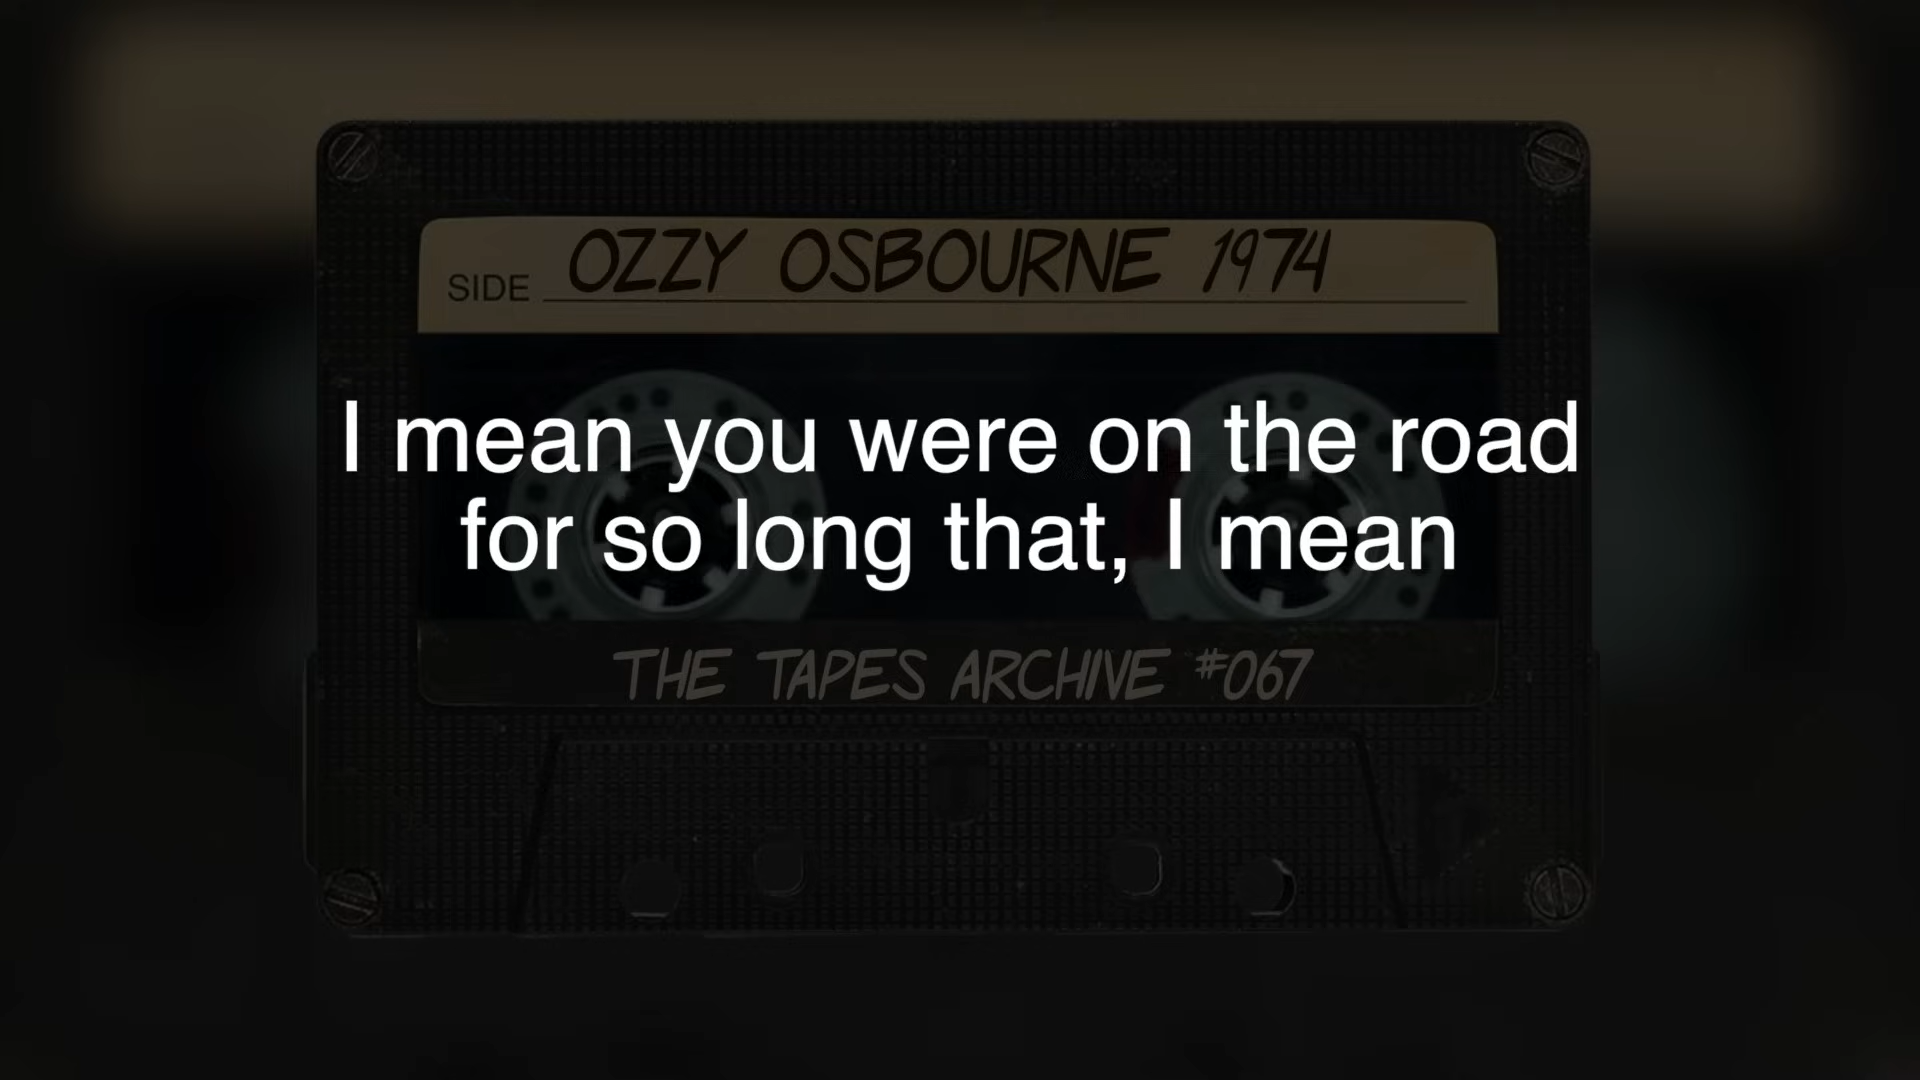 OZZY OSBOURNE 1974
SIDE
I mean you were on the road
for so long that, I mean
THE TAPES ARCHIVE #067